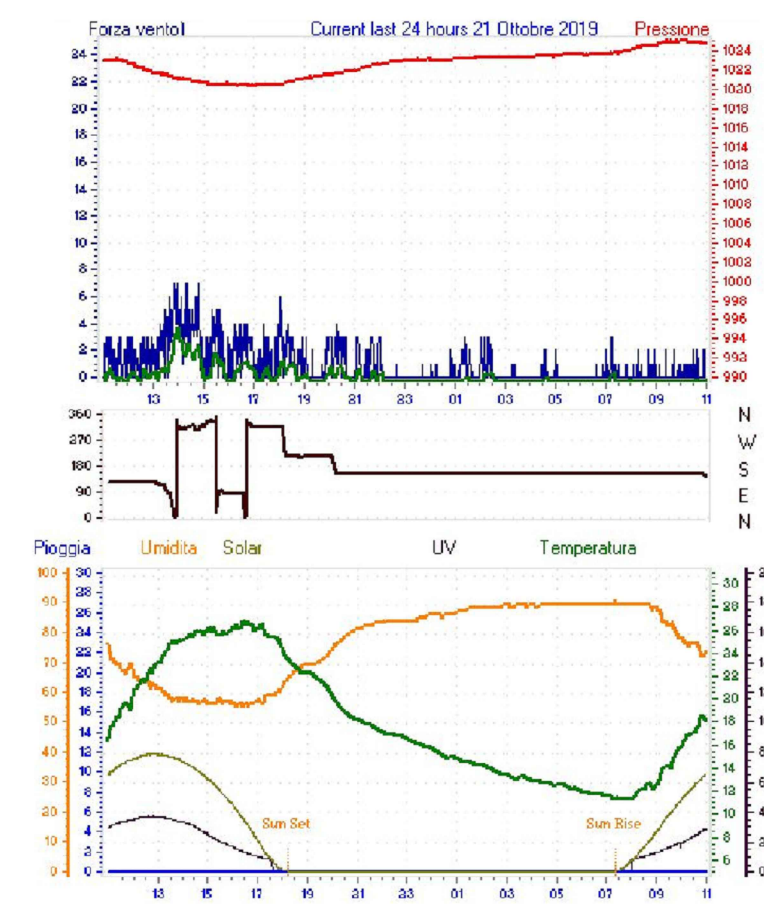 Forza vento1 Current last 24 hours 21 Ottobre 2019 Pressione
24 1024
22 1022
1020
20 1018
18 1016
1014
16 1012
14 1010
12 1008
1006
10 1004
8 1002
1000
6 998
4 996
994
2 992
0 990
13 15 17 19 21 23 01 03 05 07 09 11
360 N
270 W
180 S
90 E
0 N
Pioggia Umidita Solar UV Temperatura
100 30
90 28 30
26 28
80 24 26
70 22 24
20 22
60 18 20
50 16 18
14
40 12 16
30 10 14
8 12
20 6 Sun Set Sun Rise 10
10 4 8
2 6
0 0
13 15 17 19 21 23 01 03 05 07 09 11